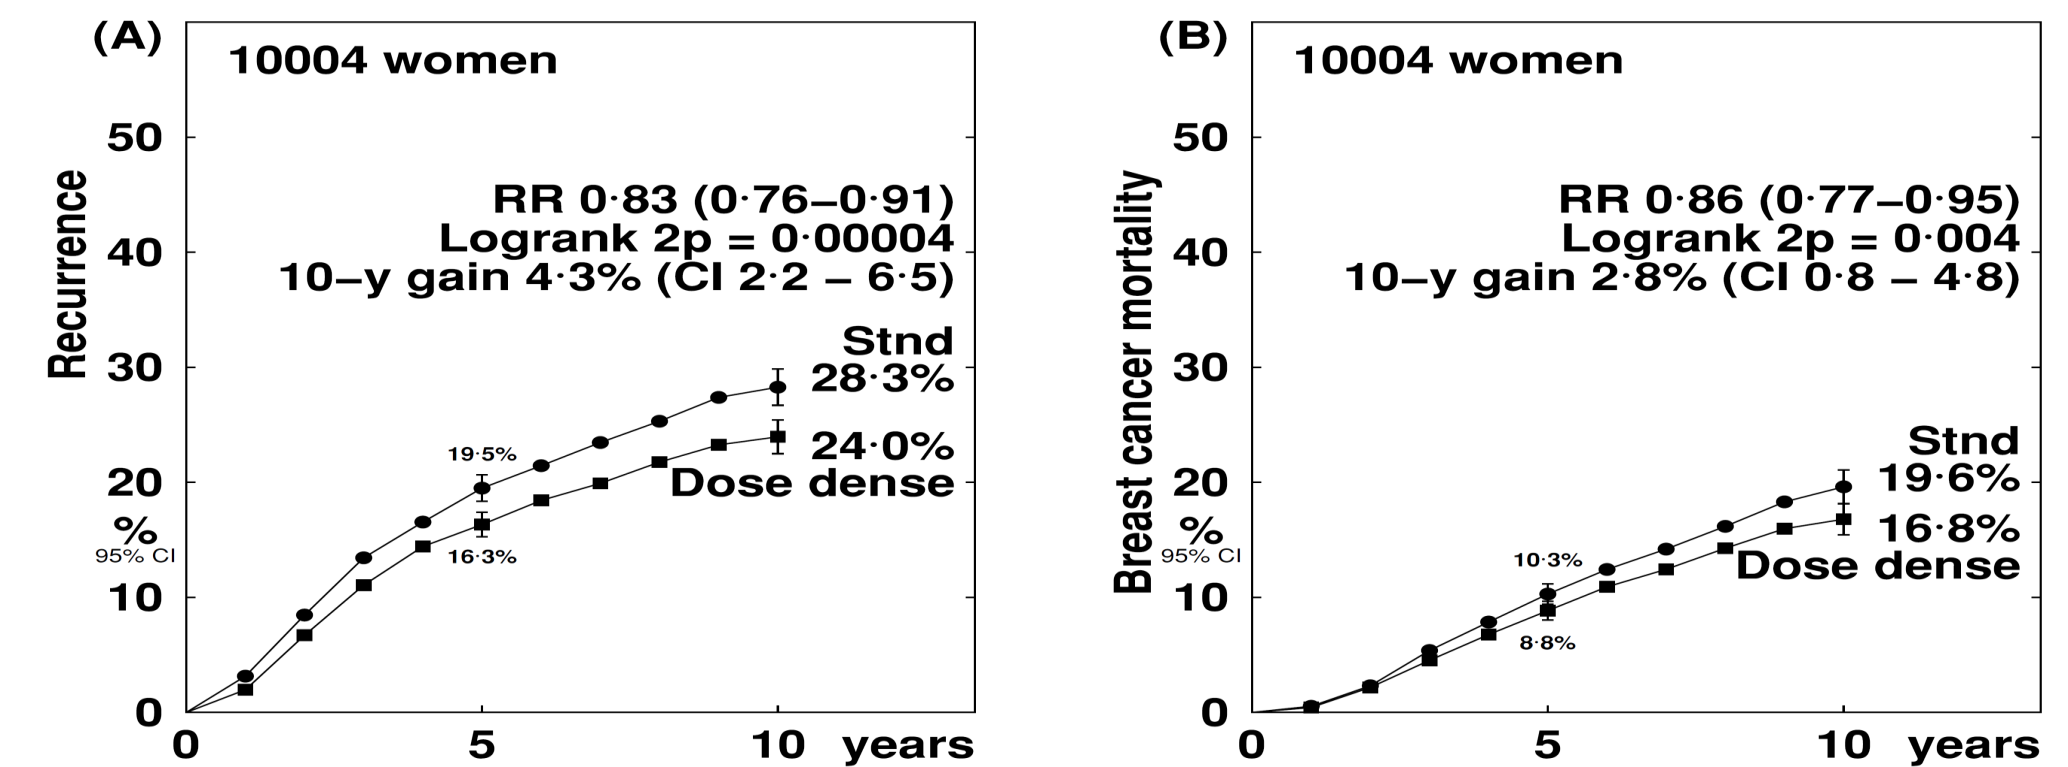 (A)
10004 women
50
RR 0·83 (0·76–0·91)
Logrank 2p = 0·00004
40
10–y gain 4·3% (CI 2·2 – 6·5)
Recurrence
Stnd
30
28·3%
19·5%
24·0%
20
Dose dense
%
95% CI
16·3%
10
0
0 5 10 years
(B)
10004 women
50
RR 0·86 (0·77–0·95)
Logrank 2p = 0·004
40
10–y gain 2·8% (CI 0·8 – 4·8)
Breast cancer mortality
30
Stnd
20
19·6%
%
16·8%
95% CI
10·3%
Dose dense
10
8·8%
0
0 5 10 years